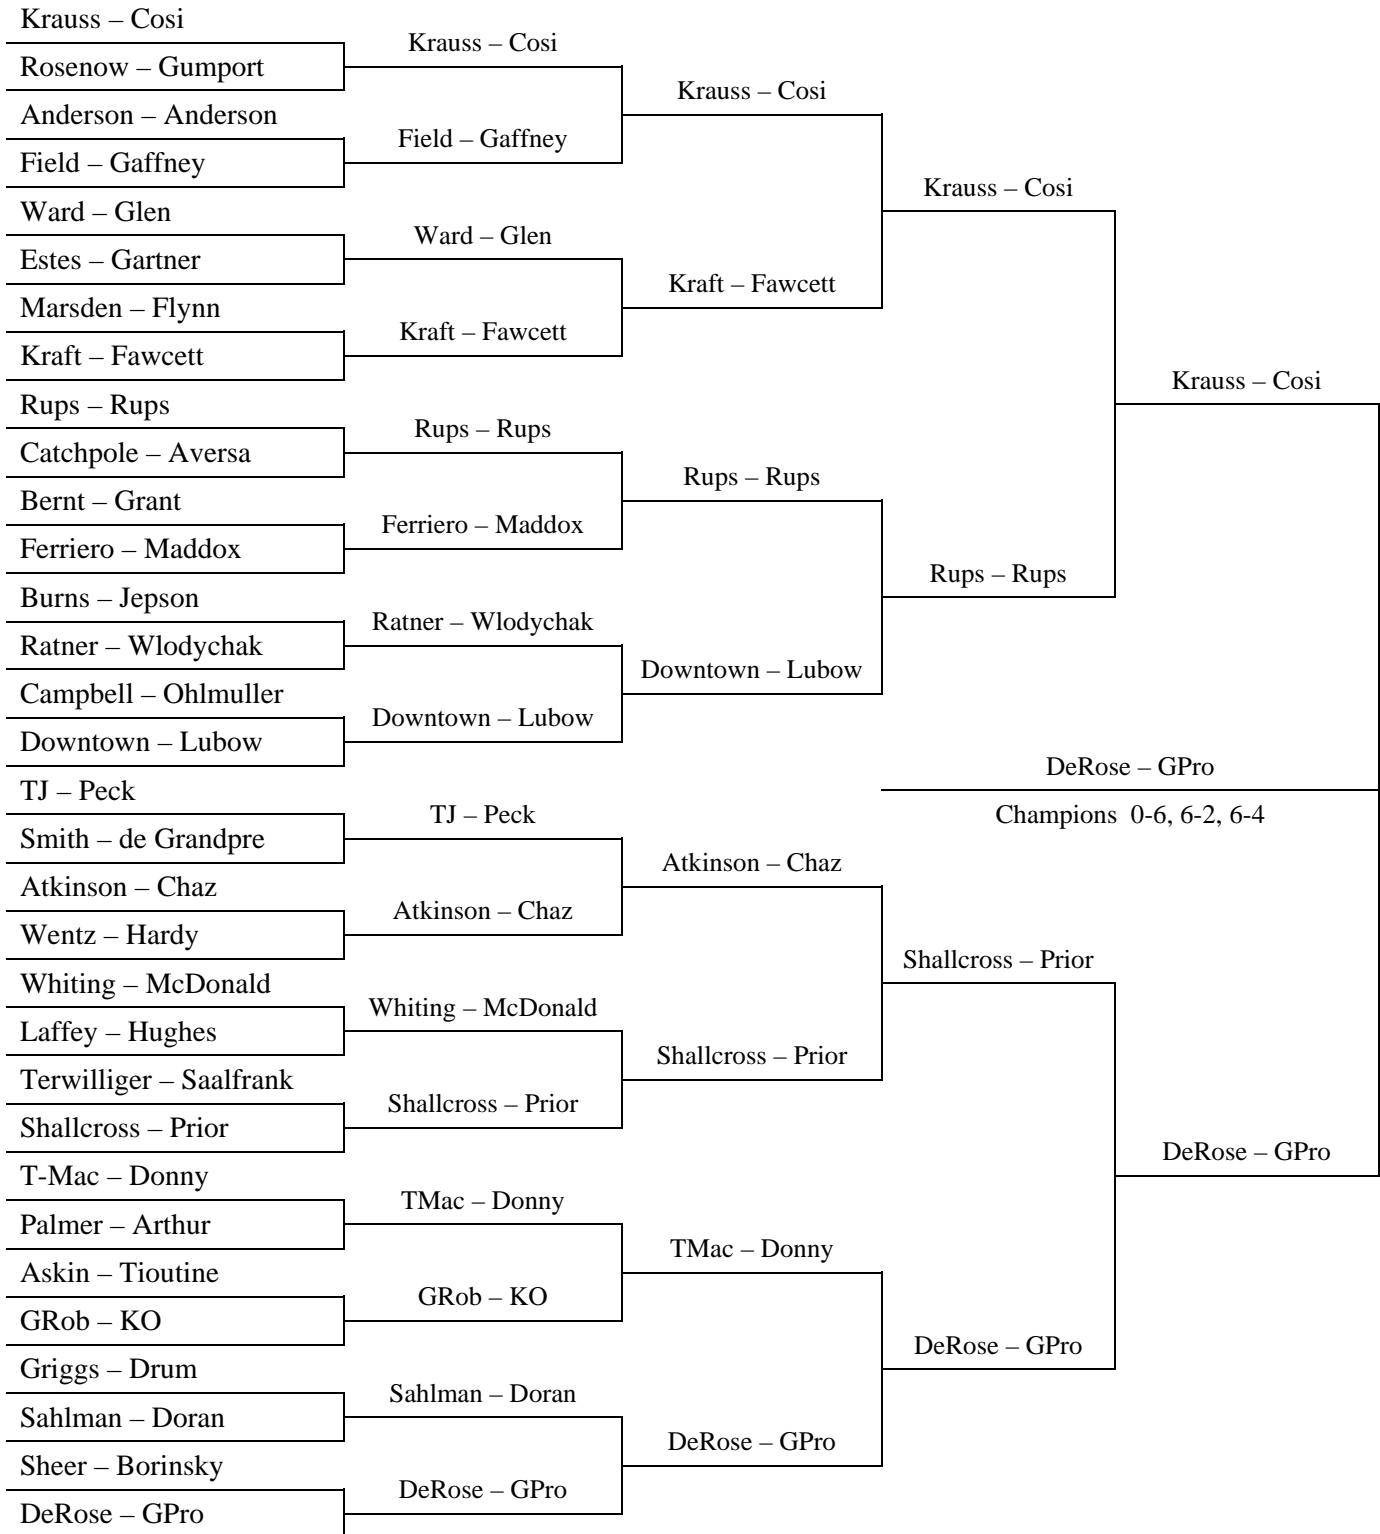 Krauss – Cosi
Rosenow – Gumport
Anderson – Anderson
Field – Gaffney
Ward – Glen
Estes – Gartner
Marsden – Flynn
Kraft – Fawcett
Rups – Rups
Catchpole – Aversa
Bernt – Grant
Ferriero – Maddox
Burns – Jepson
Ratner – Wlodychak
Campbell – Ohlmuller
Downtown – Lubow
TJ – Peck
Smith – de Grandpre
Atkinson – Chaz
Wentz – Hardy
Whiting – McDonald
Laffey – Hughes
Terwilliger – Saalfrank
Shallcross – Prior
T-Mac – Donny
Palmer – Arthur
Askin – Tioutine
GRob – KO
Griggs – Drum
Sahlman – Doran
Sheer – Borinsky
DeRose – GPro
Krauss – Cosi
Field – Gaffney
Ward – Glen
Kraft – Fawcett
Rups – Rups
Ferriero – Maddox
Ratner – Wlodychak
Downtown – Lubow
TJ – Peck
Atkinson – Chaz
Whiting – McDonald
Shallcross – Prior
TMac – Donny
GRob – KO
Sahlman – Doran
DeRose – GPro
Krauss – Cosi
Kraft – Fawcett
Rups – Rups
Downtown – Lubow
Atkinson – Chaz
Shallcross – Prior
TMac – Donny
DeRose – GPro
Krauss – Cosi
Rups – Rups
Shallcross – Prior
DeRose – GPro
Krauss – Cosi
DeRose – GPro
DeRose – GPro
Champions 0-6, 6-2, 6-4